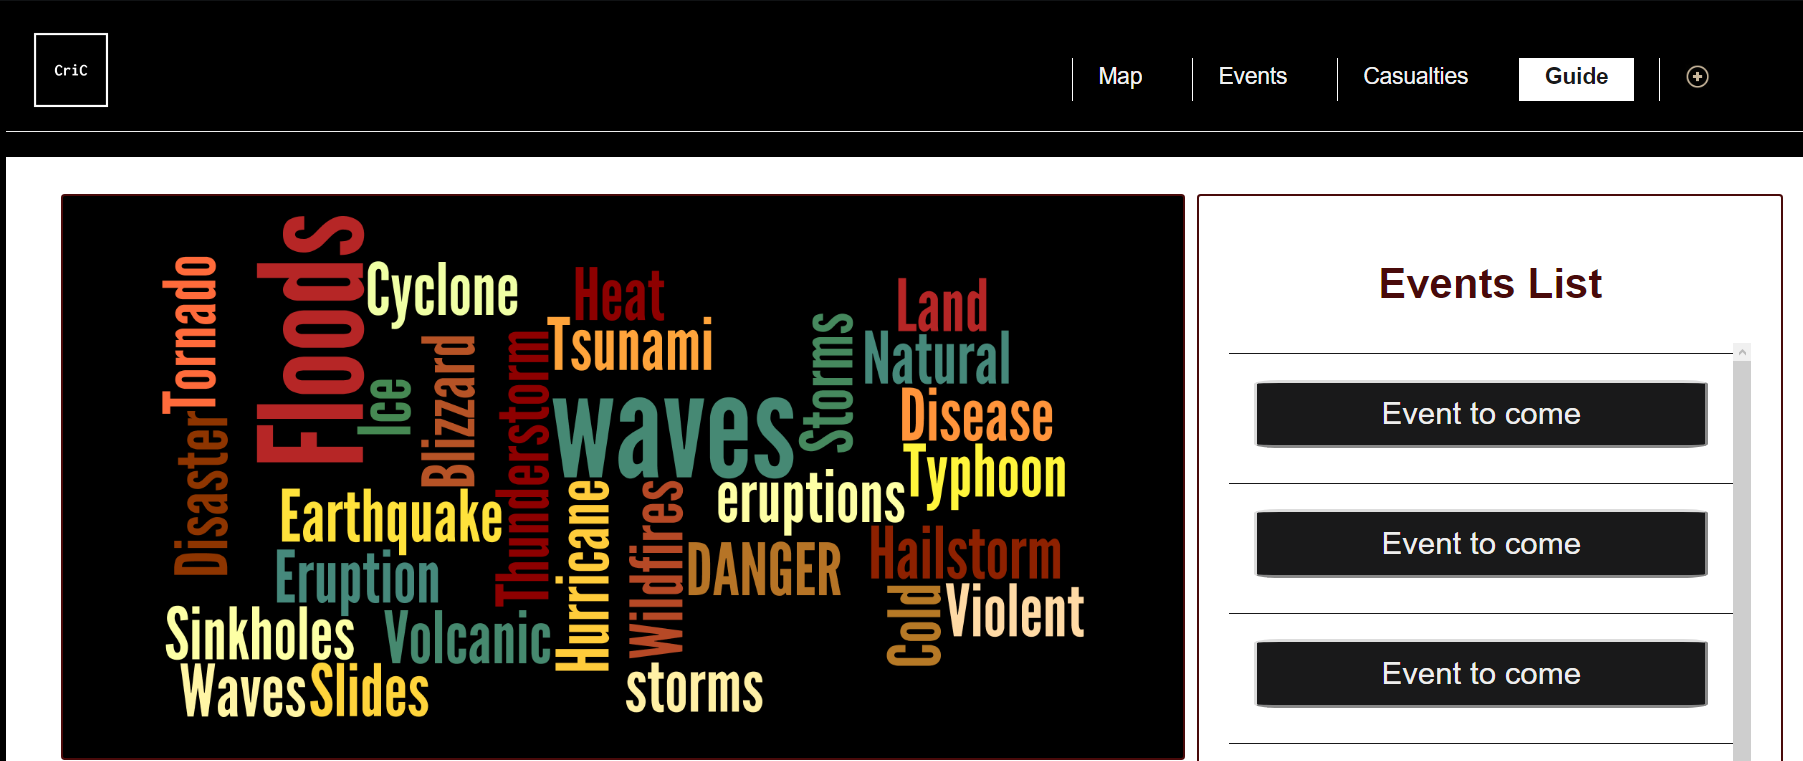 CriC
Map
Events
Casualties
Guide
Tornado
Floods
Cyclone
Heat
Land
Tsunami
Storms
Natural
Ice
Blizzard
Thunderstorm
waves
Disease
Disaster
Typhoon
Earthquake
Hurricane
Wildfires
eruptions
Eruption
DANGER
Hailstorm
Sinkholes
Volcanic
Cold
Violent
Waves
Slides
storms
Events List
Event to come
Event to come
Event to come